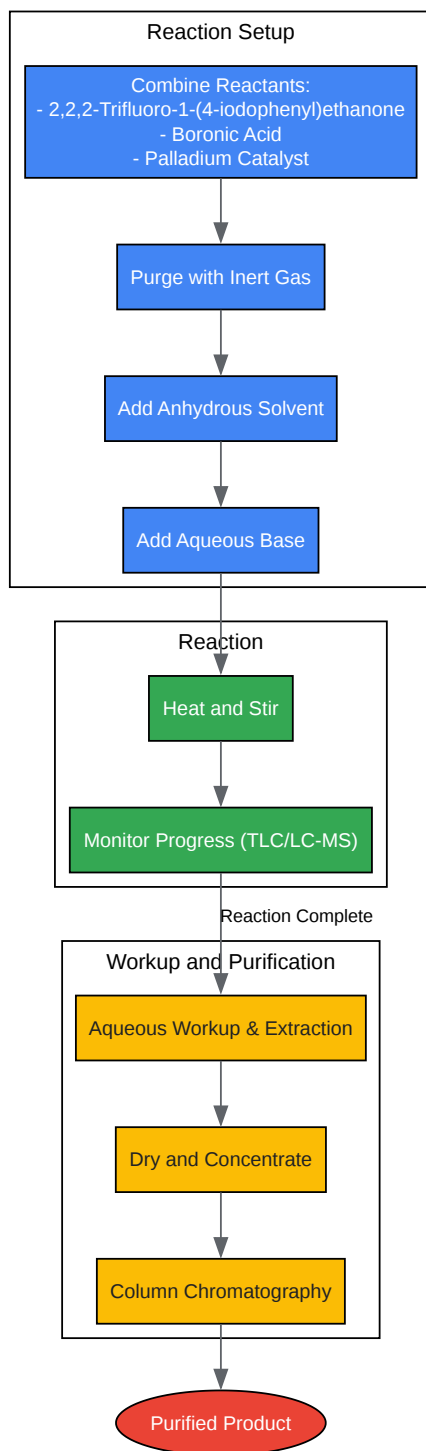 Reaction Setup
Combine Reactants:
- 2,2,2-Trifluoro-1-(4-iodophenyl)ethanone
- Boronic Acid
- Palladium Catalyst
Purge with Inert Gas
Add Anhydrous Solvent
Add Aqueous Base
Reaction
Heat and Stir
Monitor Progress (TLC/LC-MS)
Reaction Complete
Workup and Purification
Aqueous Workup & Extraction
Dry and Concentrate
Column Chromatography
Purified Product